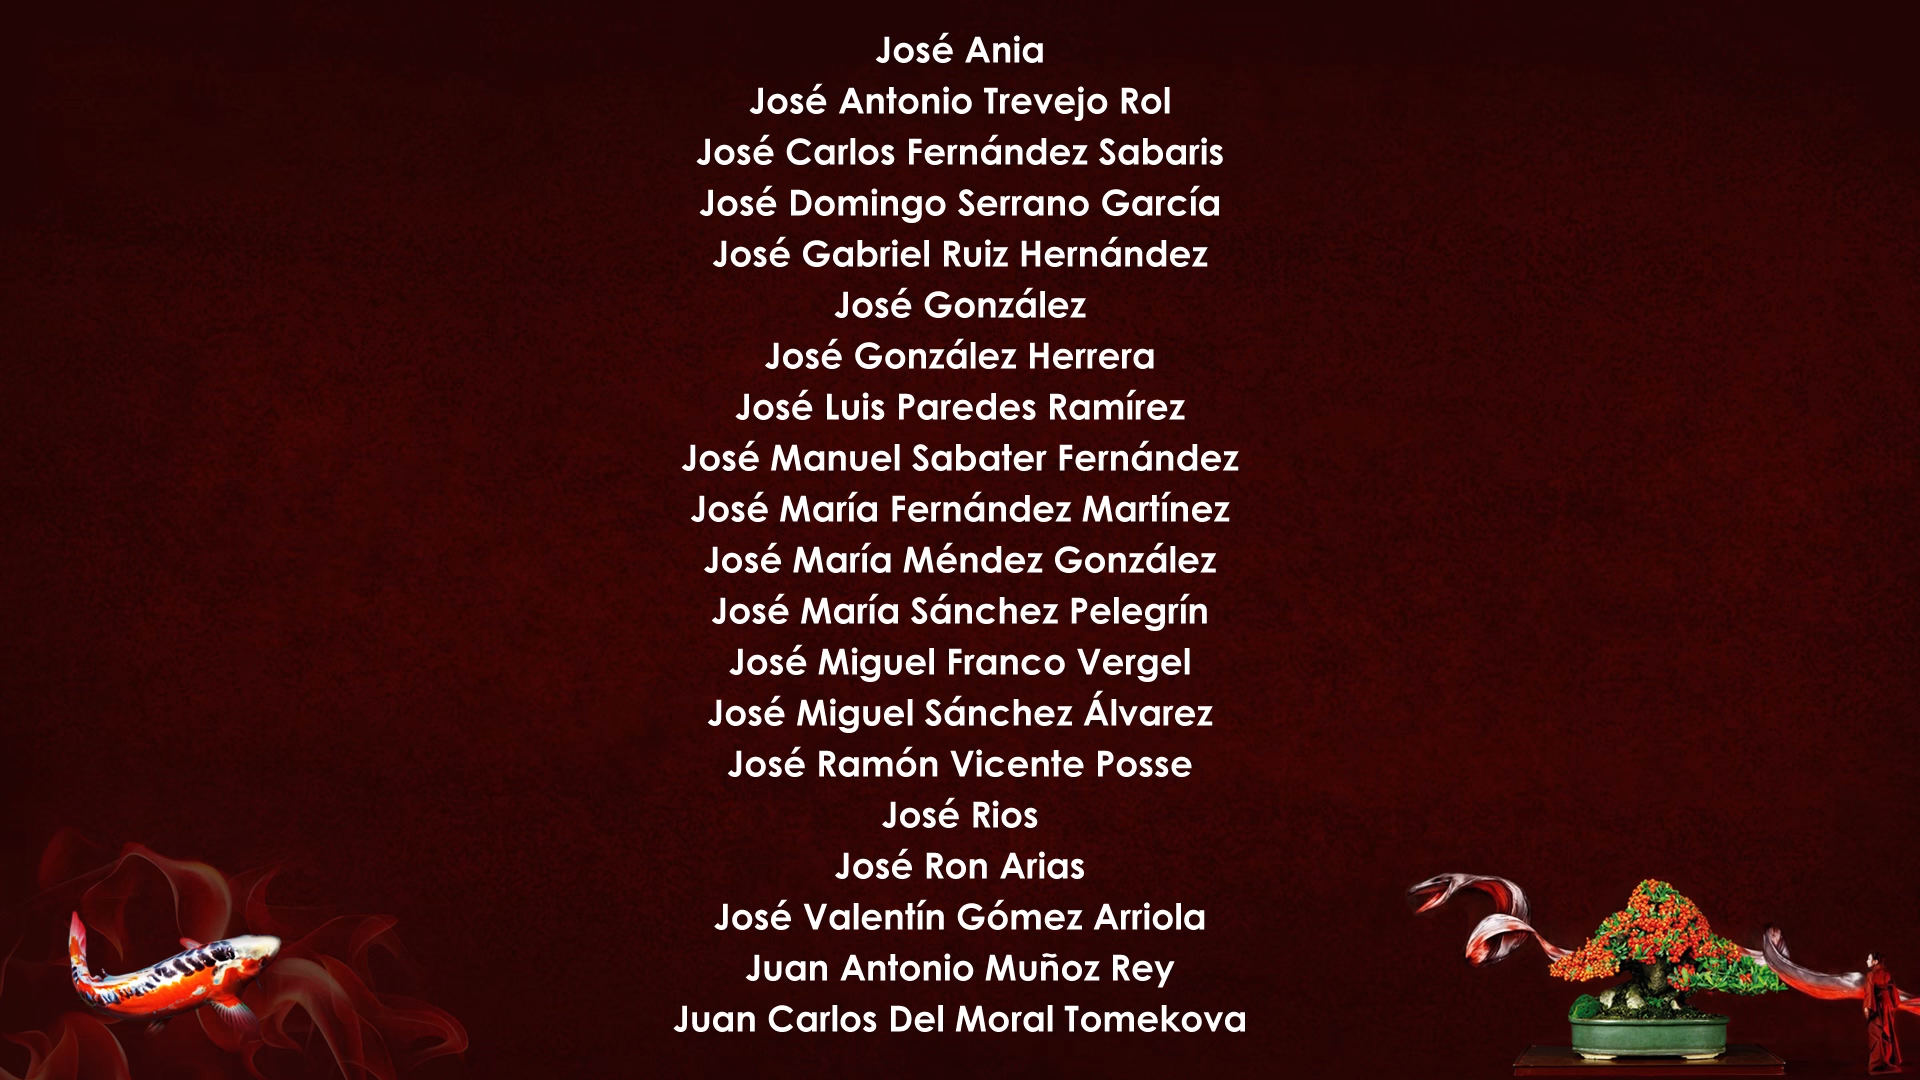 José Ania
José Antonio Trevejo Rol
José Carlos Fernández Sabaris
José Domingo Serrano García
José Gabriel Ruiz Hernández
José González
José González Herrera
José Luis Paredes Ramírez
José Manuel Sabater Fernández
José María Fernández Martínez
José María Méndez González
José María Sánchez Pelegrín
José Miguel Franco Vergel
José Miguel Sánchez Álvarez
José Ramón Vicente Posse
José Rios
José Ron Arias
José Valentín Gómez Arriola
Juan Antonio Muñoz Rey
Juan Carlos Del Moral Tomekova